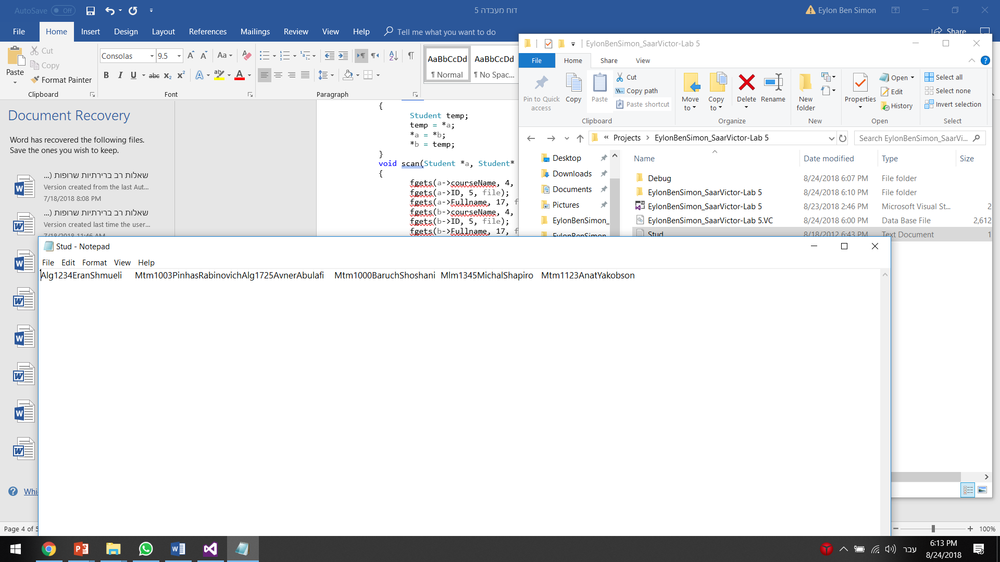 AutoSave Off
דוח מעבדה 5
Eylon Ben Simon
File Home Insert Design Layout References Mailings Review View Help Tell me what you want to do
Share
Paste
Cut
Copy
Format Painter
Clipboard
Consolas 9.5
Font
Paragraph
AaBbCcDd AaBbCcDd
¶ Normal ¶ No Spac...
Document Recovery
Word has recovered the following files.
Save the ones you wish to keep.
שאלות רב ברירתיות שרופות (...
Version created from the last Aut...
7/18/2018 8:08 PM
שאלות רב ברירתיות שרופות (...
Version created last time the user...
7/18/2018 11:46 AM
{
Student temp;
temp = *a;
*a = *b;
*b = temp;
}
void scan(Student *a, Student*
{
fgets(a->courseName, 4,
fgets(a->ID, 5, file);
fgets(a->Fullname, 17, f
fgets(b->courseName, 4,
fgets(b->ID, 5, file);
fgets(b->Fullname, 17, f
EylonBenSimon_SaarVictor-Lab 5
File Home Share View
Pin to Quick access
Copy
Paste
Cut
Copy path
Paste shortcut
Clipboard
Move to
Copy to
Delete
Rename
Organize
New folder
New
Properties
Open
Edit
History
Open
Select all
Select none
Invert selection
Select
« Projects > EylonBenSimon_SaarVictor-Lab 5
Search EylonBenSimon_SaarVi...
Desktop
Downloads
Documents
Pictures
EylonBenSimon_
EylonBenSimon
Name Date modified Type Size
Debug 8/24/2018 6:07 PM File folder
EylonBenSimon_SaarVictor-Lab 5 8/24/2018 6:10 PM File folder
EylonBenSimon_SaarVictor-Lab 5 8/23/2018 2:46 PM Microsoft Visual St... 2
EylonBenSimon_SaarVictor-Lab 5.VC 8/24/2018 6:00 PM Data Base File 2,612
Stud 8/18/2012 6:43 PM Text Document 1
Stud - Notepad
File Edit Format View Help
Alg1234EranShmueli Mtm1003PinhasRabinovichAlg1725AvnerAbulafi Mtm1000BaruchShoshani Mlm1345MichalShapiro Mtm1123AnatYakobson
Whi
Page 4 of 5
100%
עבר
6:13 PM
8/24/2018